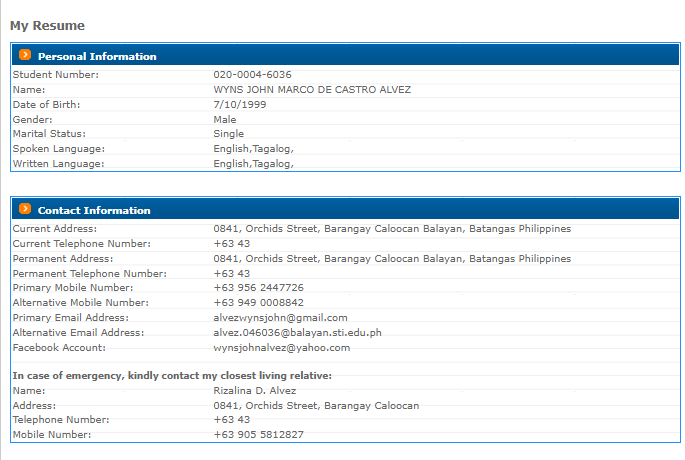 My Resume
Personal Information
Student Number: 020-0004-6036
Name: WYNS JOHN MARCO DE CASTRO ALVEZ
Date of Birth: 7/10/1999
Gender: Male
Marital Status: Single
Spoken Language: English,Tagalog,
Written Language: English,Tagalog,
Contact Information
Current Address: 0841, Orchids Street, Barangay Caloocan Balayan, Batangas Philippines
Current Telephone Number: +63 43
Permanent Address: 0841, Orchids Street, Barangay Caloocan Balayan, Batangas Philippines
Permanent Telephone Number: +63 43
Primary Mobile Number: +63 956 2447726
Alternative Mobile Number: +63 949 0008842
Primary Email Address: alvezwynsjohn@gmail.com
Alternative Email Address: alvez.046036@balayan.sti.edu.ph
Facebook Account: wynsjohnalvez@yahoo.com
In case of emergency, kindly contact my closest living relative:
Name: Rizalina D. Alvez
Address: 0841, Orchids Street, Barangay Caloocan
Telephone Number: +63 43
Mobile Number: +63 905 5812827